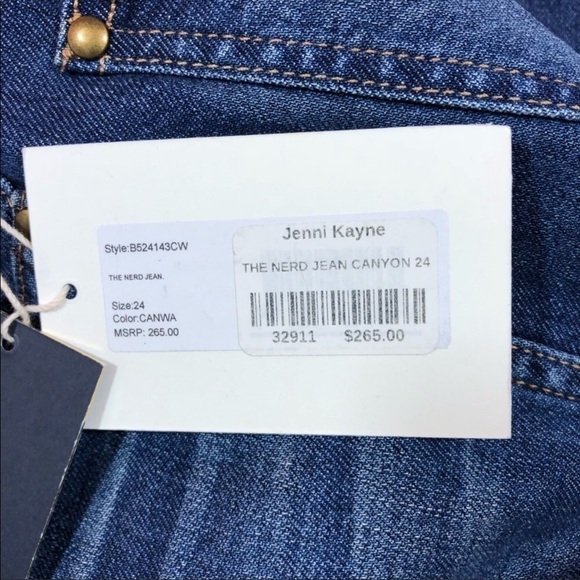 Style:B524143CW
THE NERD JEAN.
Size:24
Color:CANWA
MSRP: 265.00
Jenni Kayne
THE NERD JEAN CANYON 24
32911 $265.00